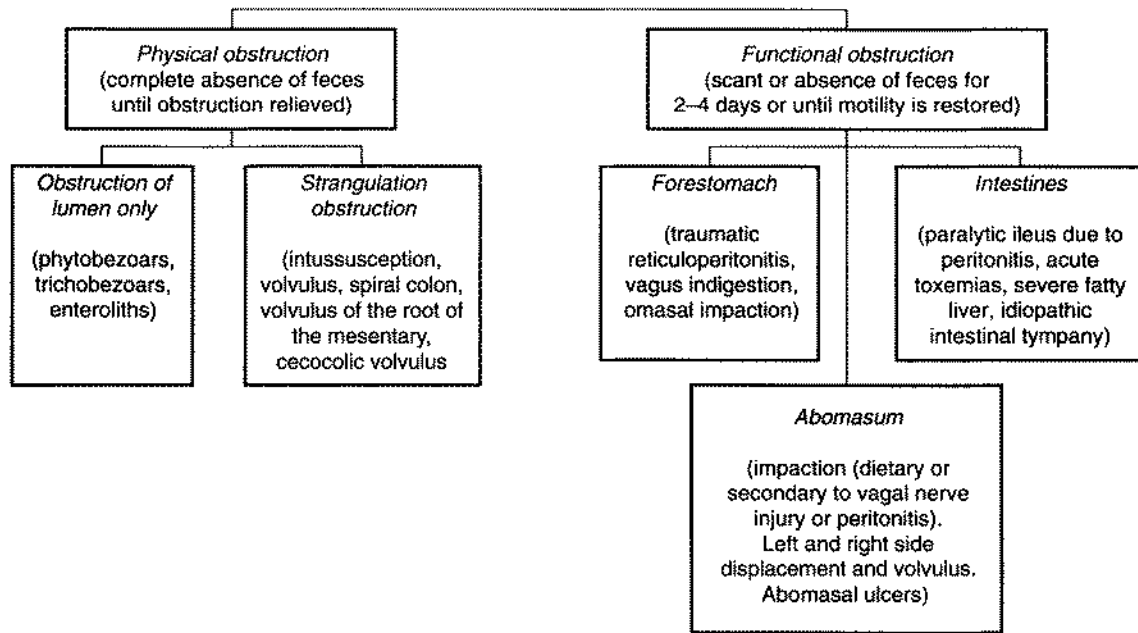 Physical obstruction
(complete absence of feces
until obstruction relieved)
Functional obstruction
(scant or absence of feces for
2–4 days or until motility is restored)
Obstruction of
lumen only
(phytobezoars,
trichobezoars,
enteroliths)
Strangulation
obstruction
(intussusception,
volvulus, spiral colon,
volvulus of the root of
the mesentary,
cecocolic volvulus
Forestomach
(traumatic
reticuloperitonitis,
vagus indigestion,
omasal impaction)
Intestines
(paralytic ileus due to
peritonitis, acute
toxemias, severe fatty
liver, idiopathic
intestinal tympany)
Abomasum
(impaction (dietary or
secondary to vagal nerve
injury or peritonitis).
Left and right side
displacement and volvulus.
Abomasal ulcers)